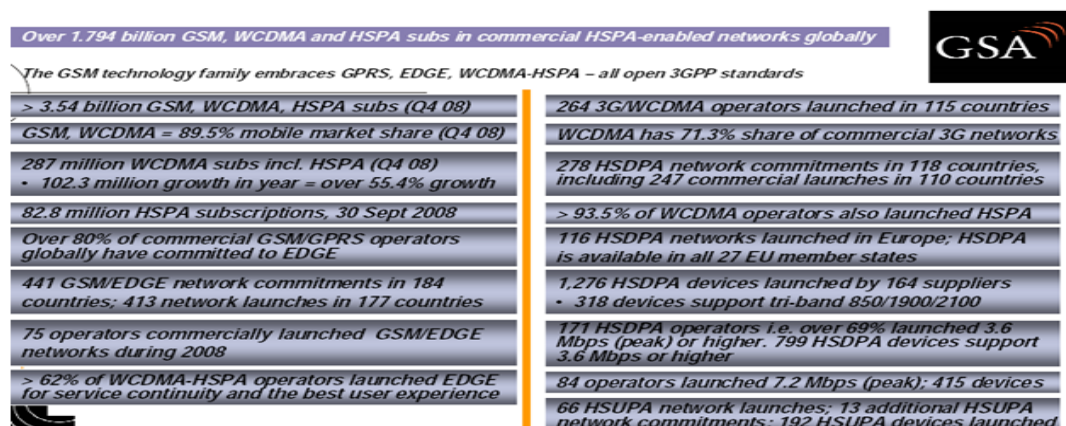 Over 1.794 billion GSM, WCDMA and HSPA subs in commercial HSPA-enabled networks globally
GSA
The GSM technology family embraces GPRS, EDGE, WCDMA-HSPA – all open 3GPP standards
> 3.54 billion GSM, WCDMA, HSPA subs (Q4 08)
GSM, WCDMA = 89.5% mobile market share (Q4 08)
287 million WCDMA subs incl. HSPA (Q4 08)
• 102.3 million growth in year = over 55.4% growth
82.8 million HSPA subscriptions, 30 Sept 2008
Over 80% of commercial GSM/GPRS operators
globally have committed to EDGE
441 GSM/EDGE network commitments in 184
countries; 413 network launches in 177 countries
75 operators commercially launched GSM/EDGE
networks during 2008
> 62% of WCDMA-HSPA operators launched EDGE
for service continuity and the best user experience
264 3G/WCDMA operators launched in 115 countries
WCDMA has 71.3% share of commercial 3G networks
278 HSDPA network commitments in 118 countries,
including 247 commercial launches in 110 countries
> 93.5% of WCDMA operators also launched HSPA
116 HSDPA networks launched in Europe; HSDPA
is available in all 27 EU member states
1,276 HSDPA devices launched by 164 suppliers
• 318 devices support tri-band 850/1900/2100
171 HSDPA operators i.e. over 69% launched 3.6
Mbps (peak) or higher. 799 HSDPA devices support
3.6 Mbps or higher
84 operators launched 7.2 Mbps (peak); 415 devices
66 HSUPA network launches; 13 additional HSUPA
network commitments; 192 HSUPA devices launched